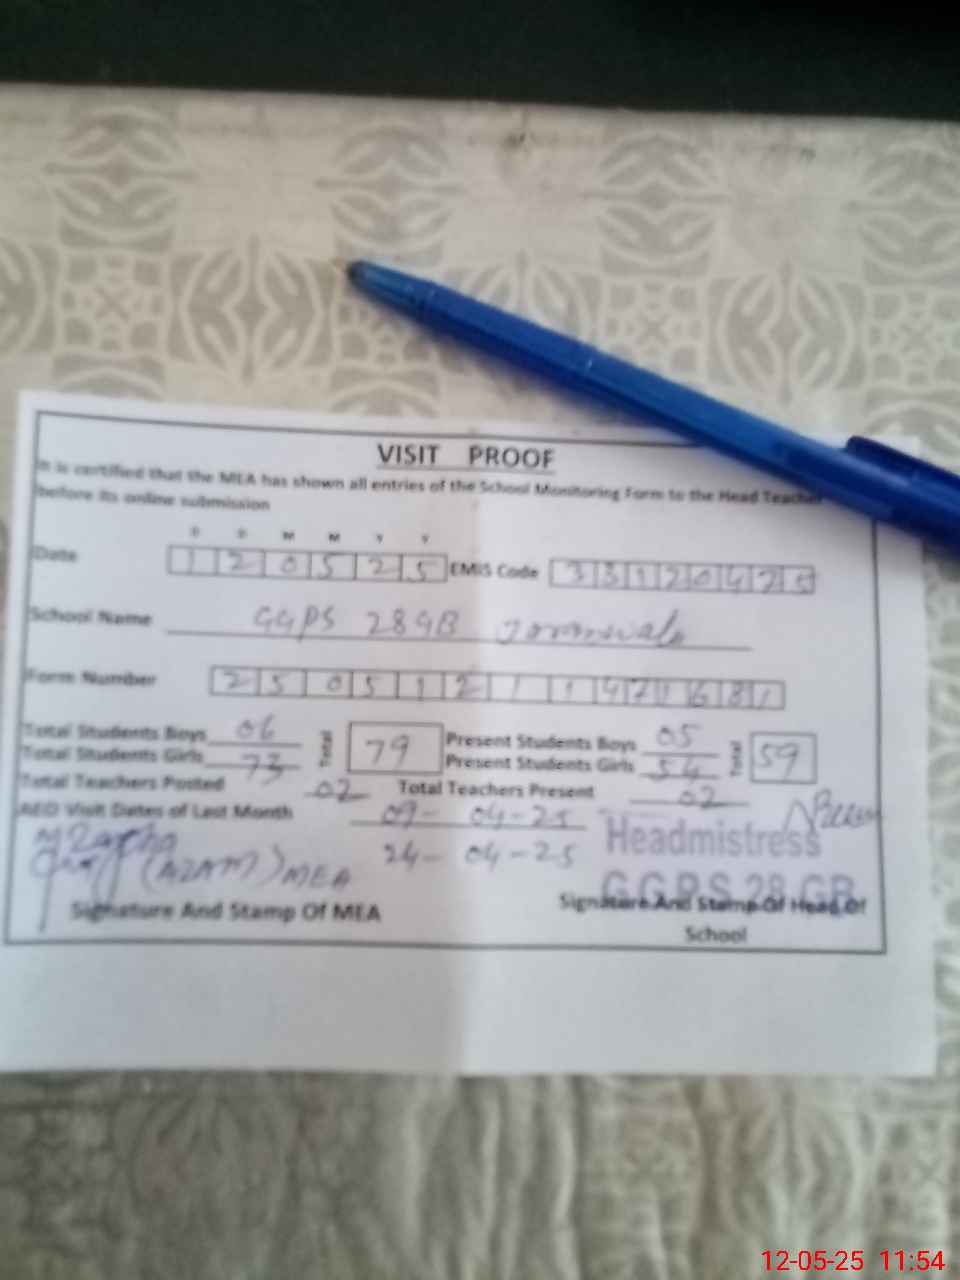 VISIT PROOF
It is certified that the MEA has shown all entries of the School Monitoring Form to the Head Teacher
before its online submission
D D M M Y Y
Date 1 2 0 5 2 5 EMIS Code 3 3 1 2 0 4 2 5
School Name GGPS 28GB Jaranwala
Form Number 2 5 0 5 1 2 1 1 4 7 1 6 8 1
Total Students Boys 06 Total 79 Present Students Boys 05 Total 59
Total Students Girls 73 Present Students Girls 54
Total Teachers Posted 02 Total Teachers Present 02
AEO Visit Dates of Last Month 09-04-25
24-04-25
Headmistress
(AZAM) MEA
G.G.P.S 28 GB
Signature And Stamp Of MEA Signature And Stamp Of Head Of
School
12-05-25 11:54